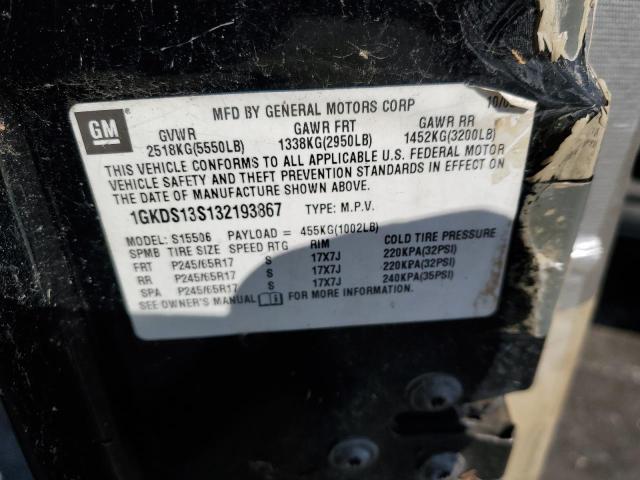 GM
MFD BY GENERAL MOTORS CORP 10/0
GVWR GAWR FRT GAWR RR
2518KG(5550LB) 1338KG(2950LB) 1452KG(3200LB)
THIS VEHICLE CONFORMS TO ALL APPLICABLE U.S. FEDERAL MOTOR
VEHICLE SAFETY AND THEFT PREVENTION STANDARDS IN EFFECT ON
THE DATE OF MANUFACTURE SHOWN ABOVE.
1GKDS13S132193867 TYPE: M.P.V.
MODEL: S15506 PAYLOAD = 455KG(1002LB)
SPMB TIRE SIZE SPEED RTG RIM COLD TIRE PRESSURE
FRT P245/65R17 S 17X7J 220KPA(32PSI)
RR P245/65R17 S 17X7J 220KPA(32PSI)
SPA P245/65R17 S 17X7J 240KPA(35PSI)
SEE OWNER'S MANUAL FOR MORE INFORMATION.